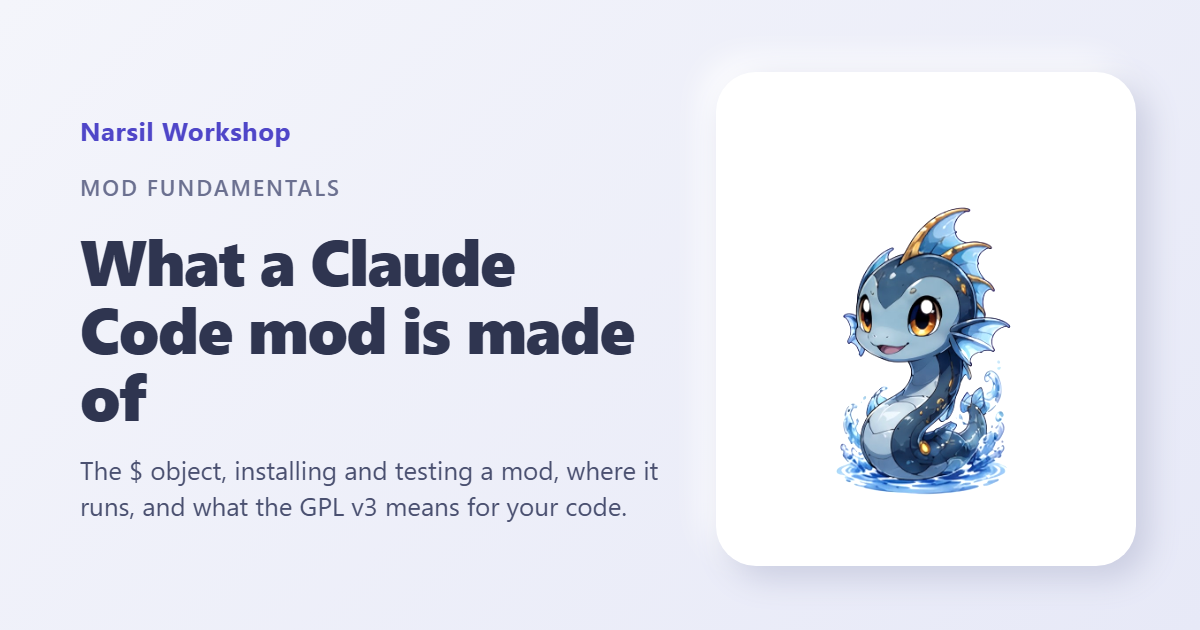 Narsil Workshop
MOD FUNDAMENTALS
What a Claude
Code mod is made
of
The $ object, installing and testing a mod, where it
runs, and what the GPL v3 means for your code.